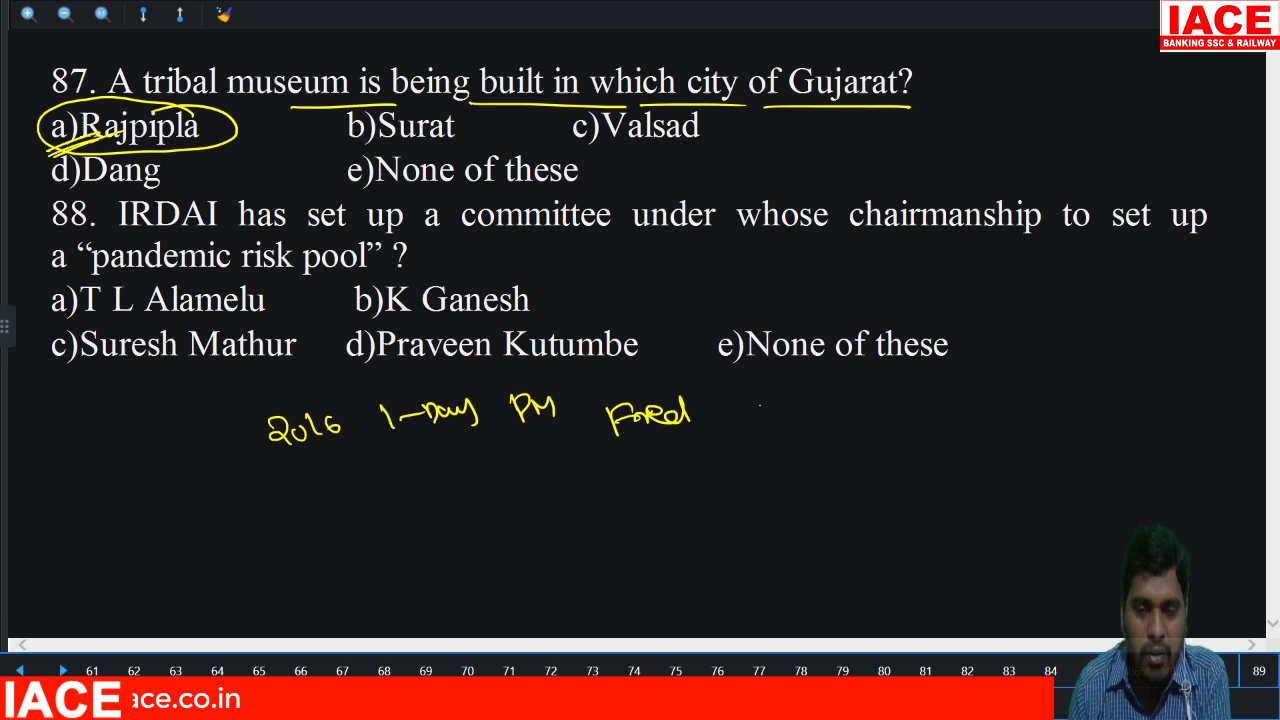 IACE
BANKING SSC & RAILWAY
87. A tribal museum is being built in which city of Gujarat?
a)Rajpipla b)Surat c)Valsad
d)Dang e)None of these
88. IRDAI has set up a committee under whose chairmanship to set up
a “pandemic risk pool” ?
a)T L Alamelu b)K Ganesh
c)Suresh Mathur d)Praveen Kutumbe e)None of these
2016 1-Day PM
61 62 63 64 65 66 67 68 69 70 71 72 73 74 75 76 77 78 79 80 81 82 83 84 89
IACE ace.co.in